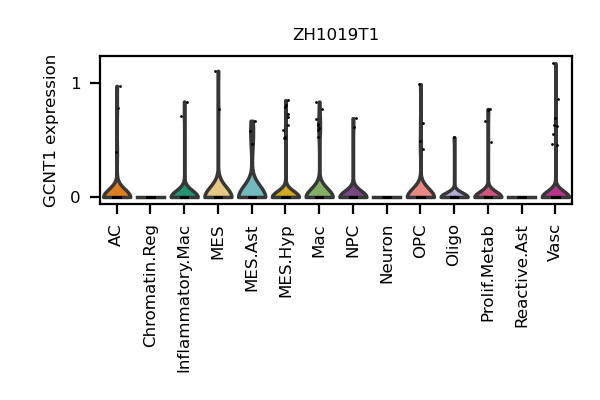 ZH1019T1
GCNT1 expression
1
0
AC
Chromatin.Reg
Inflammatory.Mac
MES
MES.Ast
MES.Hyp
Mac
NPC
Neuron
OPC
Oligo
Prolif.Metab
Reactive.Ast
Vasc